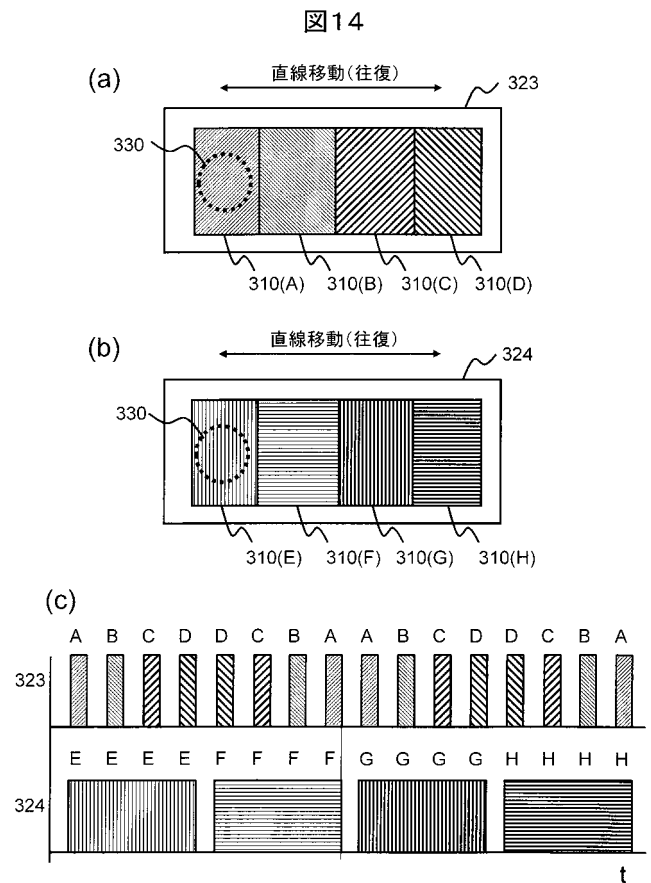 図14
(a)
直線移動(往復)
323
330
310(A) 310(B) 310(C) 310(D)
(b)
直線移動(往復)
324
330
310(E) 310(F) 310(G) 310(H)
(c)
A B C D D C B A A B C D D C B A
323
E E E E F F F F G G G G H H H H
324
t